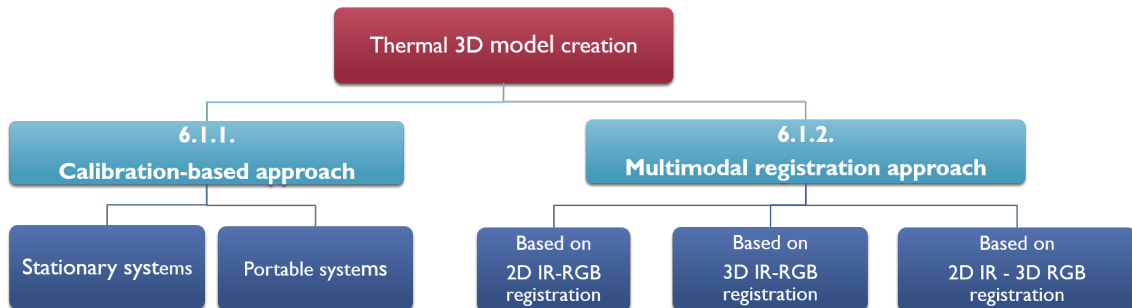 Thermal 3D model creation
6.1.1.
Calibration-based approach
6.1.2.
Multimodal registration approach
Stationary systems
Portable systems
Based on
2D IR-RGB
registration
Based on
3D IR-RGB
registration
Based on
2D IR - 3D RGB
registration